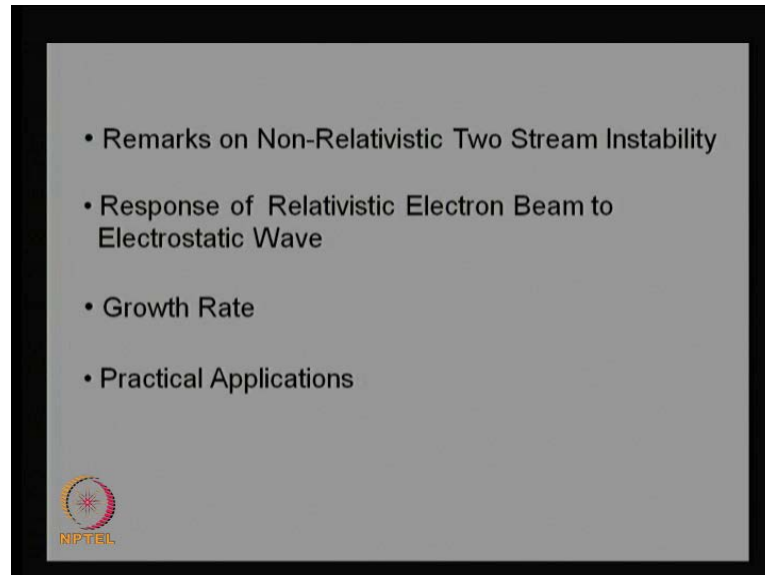 • Remarks on Non-Relativistic Two Stream Instability
• Response of Relativistic Electron Beam to
Electrostatic Wave
• Growth Rate
• Practical Applications
NPTEL